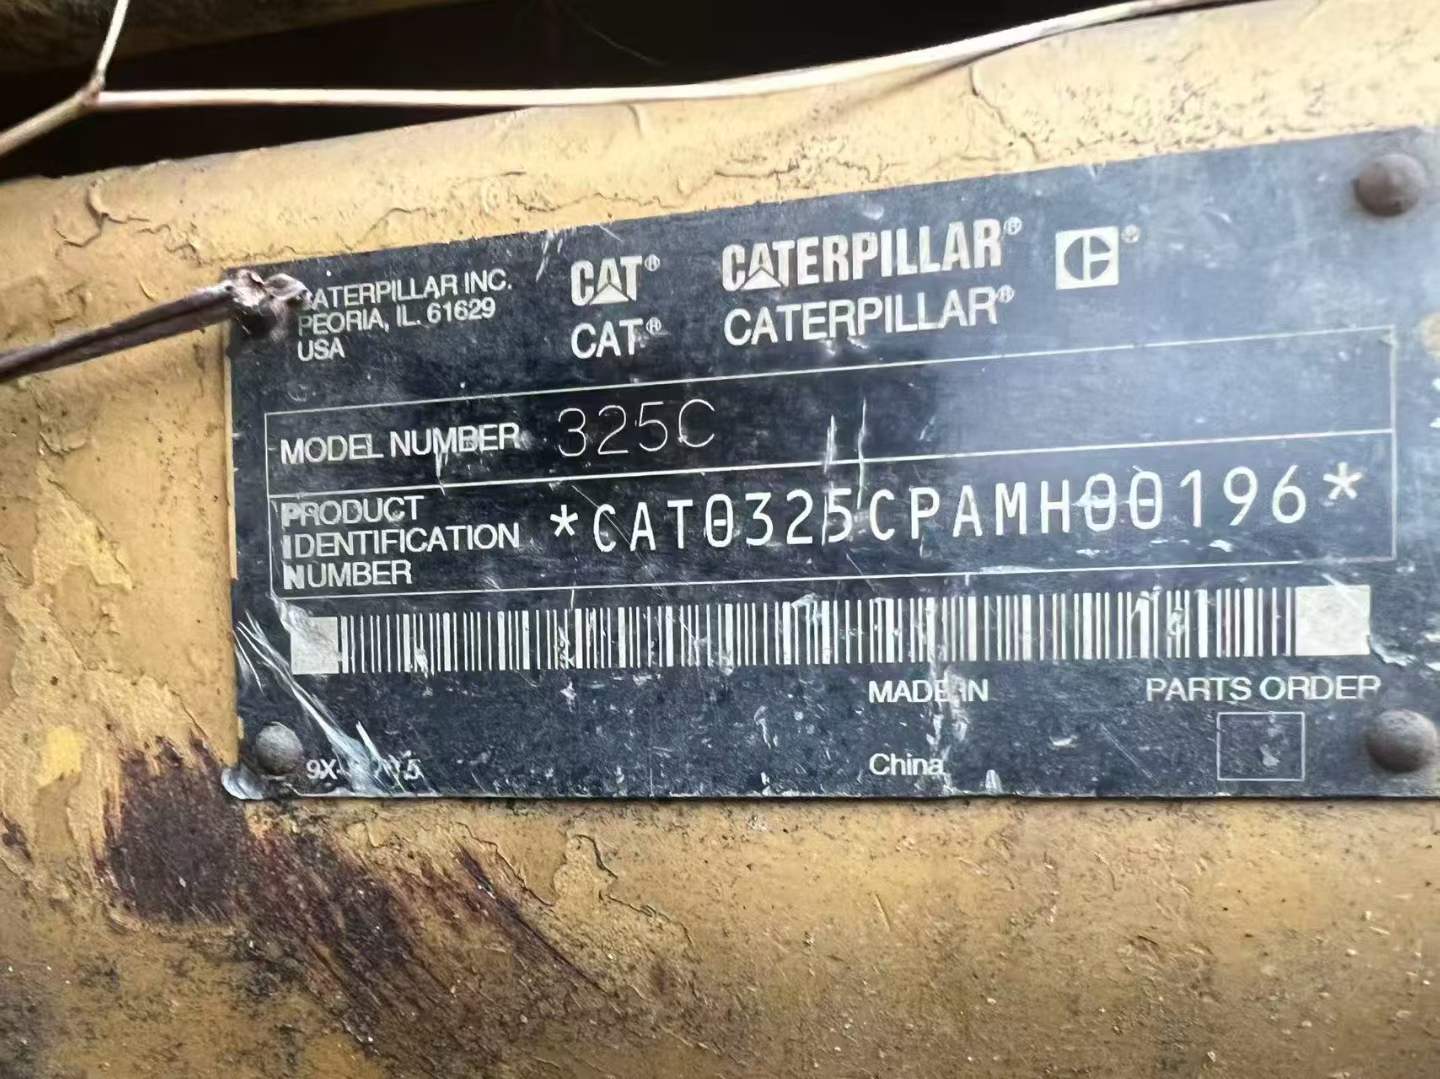 CATERPILLAR INC.
PEORIA, IL. 61629
USA
CAT® CATERPILLAR® C®
CAT® CATERPILLAR®
MODEL NUMBER 325C
PRODUCT
IDENTIFICATION
NUMBER
*CAT0325CPAMH00196*
MADE IN
PARTS ORDER
China